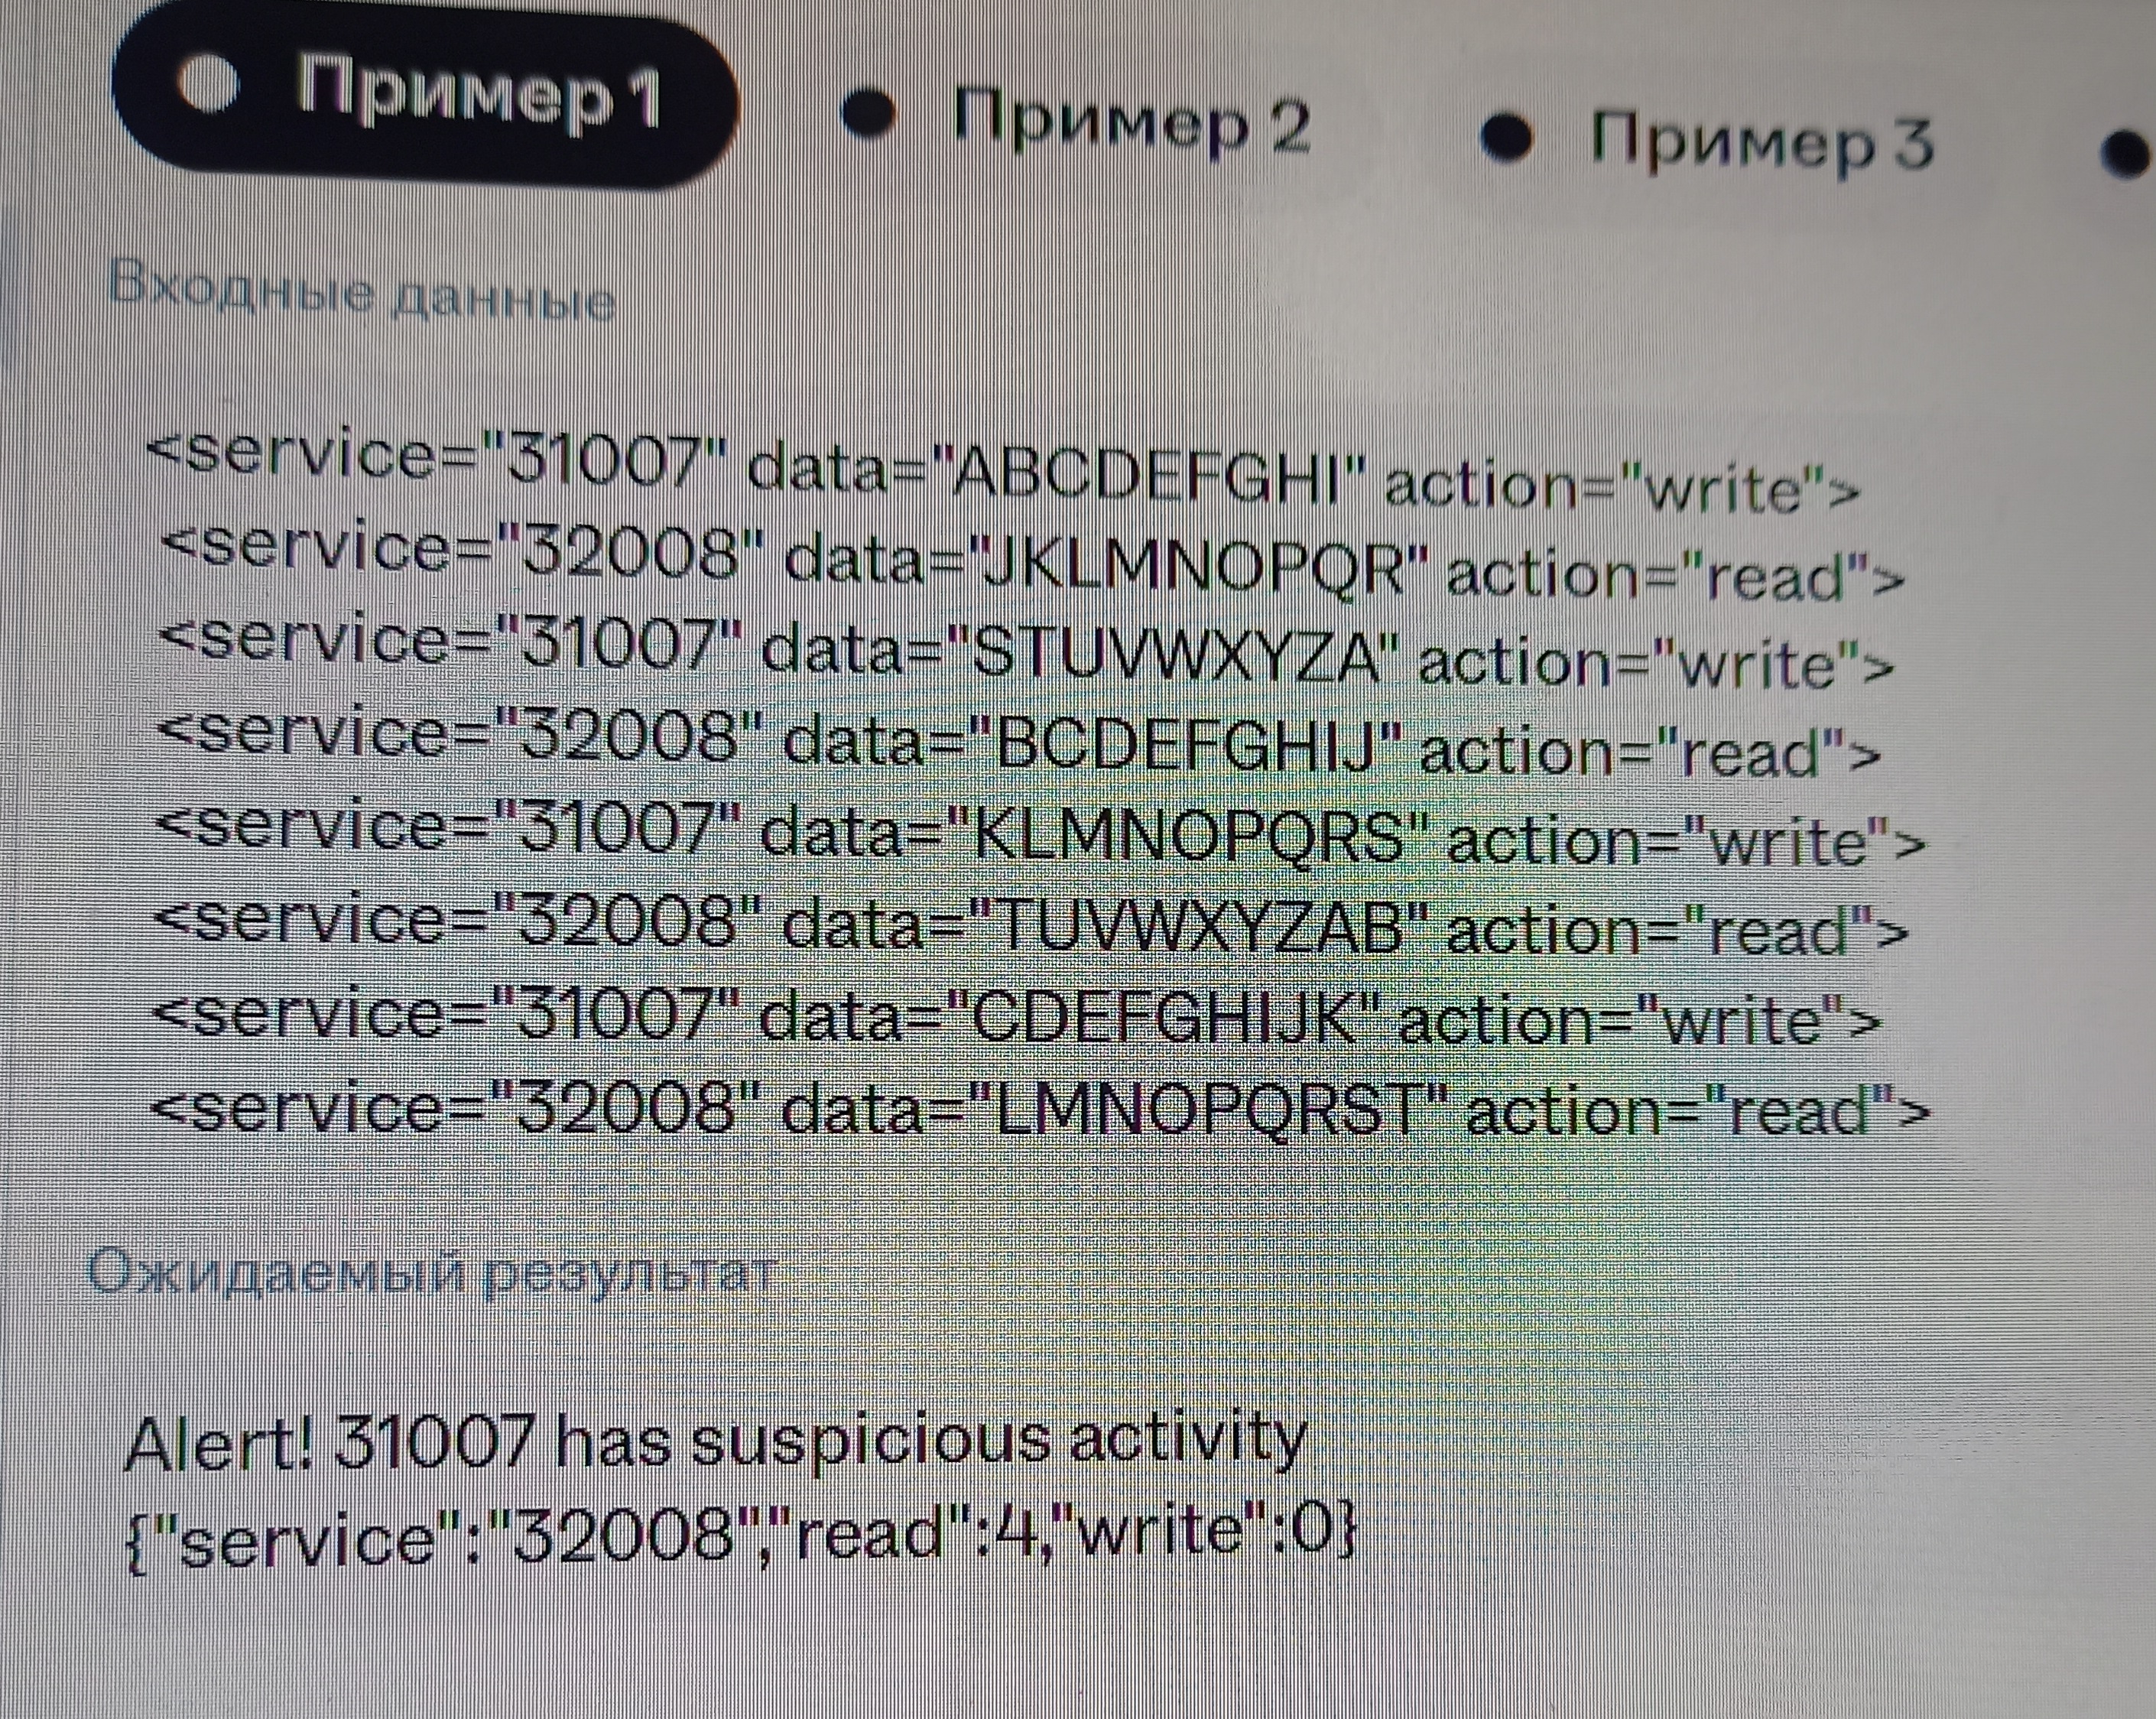 Пример 1
Пример 2
Пример 3
Входные данные
<service="31007" data="ABCDEFGHI" action="write">
<service="32008" data="JKLMNOPQR" action="read">
<service="31007" data="STUVWXYZA" action="write">
<service="32008" data="BCDEFGHIJ" action="read">
<service="31007" data="KLMNOPQRS" action="write">
<service="32008" data="TUVWXYZAB" action="read">
<service="31007" data="CDEFGHIJK" action="write">
<service="32008" data="LMNOPQRST" action="read">
Ожидаемый результат
Alert! 31007 has suspicious activity
{"service":"32008","read":4,"write":0}